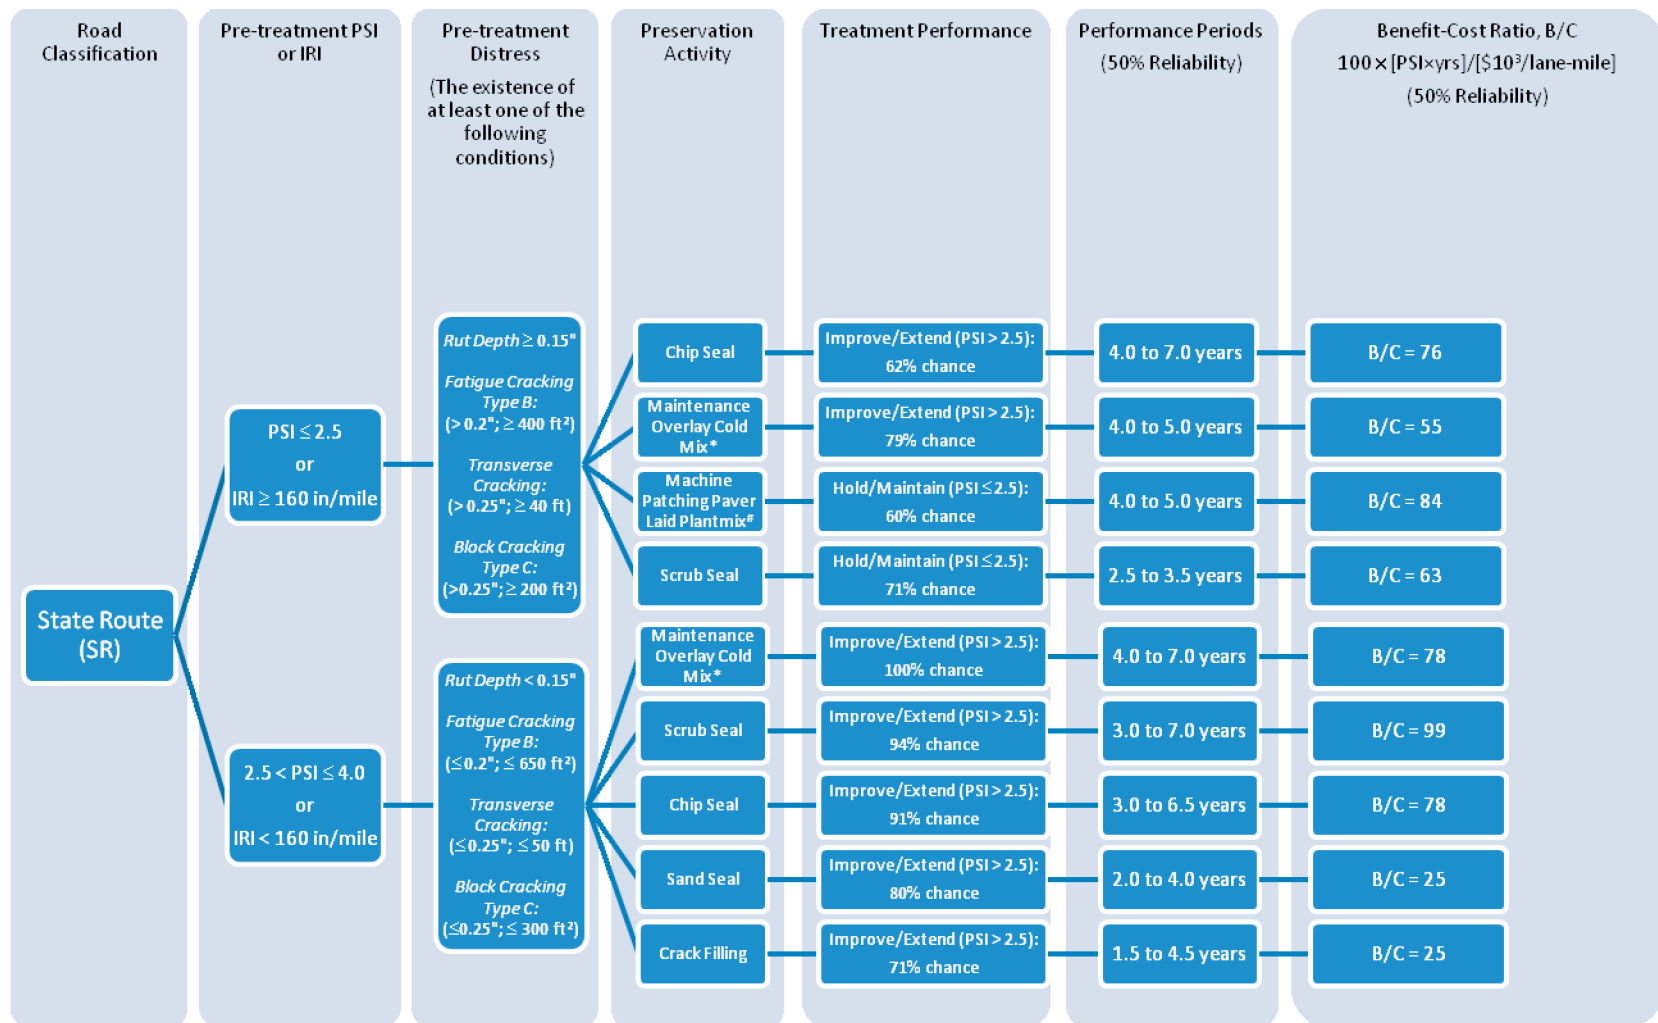 Road
Classification
Pre-treatment PSI
or IRI
Pre-treatment
Distress
(The existence of
at least one of the
following
conditions)
Preservation
Activity
Treatment Performance
Performance Periods
(50% Reliability)
Benefit-Cost Ratio, B/C
100 × [PSI×yrs]/[$10³/lane-mile]
(50% Reliability)
State Route
(SR)
PSI ≤ 2.5
or
IRI ≥ 160 in/mile
Rut Depth ≥ 0.15"
Fatigue Cracking
Type B:
(> 0.2"; ≥ 400 ft²)
Transverse
Cracking:
(> 0.25"; ≥ 40 ft)
Block Cracking
Type C:
(>0.25"; ≥ 200 ft²)
Chip Seal
Improve/Extend (PSI > 2.5):
62% chance
4.0 to 7.0 years
B/C = 76
Maintenance
Overlay Cold
Mix*
Improve/Extend (PSI > 2.5):
79% chance
4.0 to 5.0 years
B/C = 55
Machine
Patching Paver
Laid Plantmix#
Hold/Maintain (PSI ≤ 2.5):
60% chance
4.0 to 5.0 years
B/C = 84
Scrub Seal
Hold/Maintain (PSI ≤ 2.5):
71% chance
2.5 to 3.5 years
B/C = 63
2.5 < PSI ≤ 4.0
or
IRI < 160 in/mile
Rut Depth < 0.15"
Fatigue Cracking
Type B:
(≤0.2"; ≤ 650 ft²)
Transverse
Cracking:
(≤0.25"; ≤ 50 ft)
Block Cracking
Type C:
(≤0.25"; ≤ 300 ft²)
Maintenance
Overlay Cold
Mix*
Improve/Extend (PSI > 2.5):
100% chance
4.0 to 7.0 years
B/C = 78
Scrub Seal
Improve/Extend (PSI > 2.5):
94% chance
3.0 to 7.0 years
B/C = 99
Chip Seal
Improve/Extend (PSI > 2.5):
91% chance
3.0 to 6.5 years
B/C = 78
Sand Seal
Improve/Extend (PSI > 2.5):
80% chance
2.0 to 4.0 years
B/C = 25
Crack Filling
Improve/Extend (PSI > 2.5):
71% chance
1.5 to 4.5 years
B/C = 25